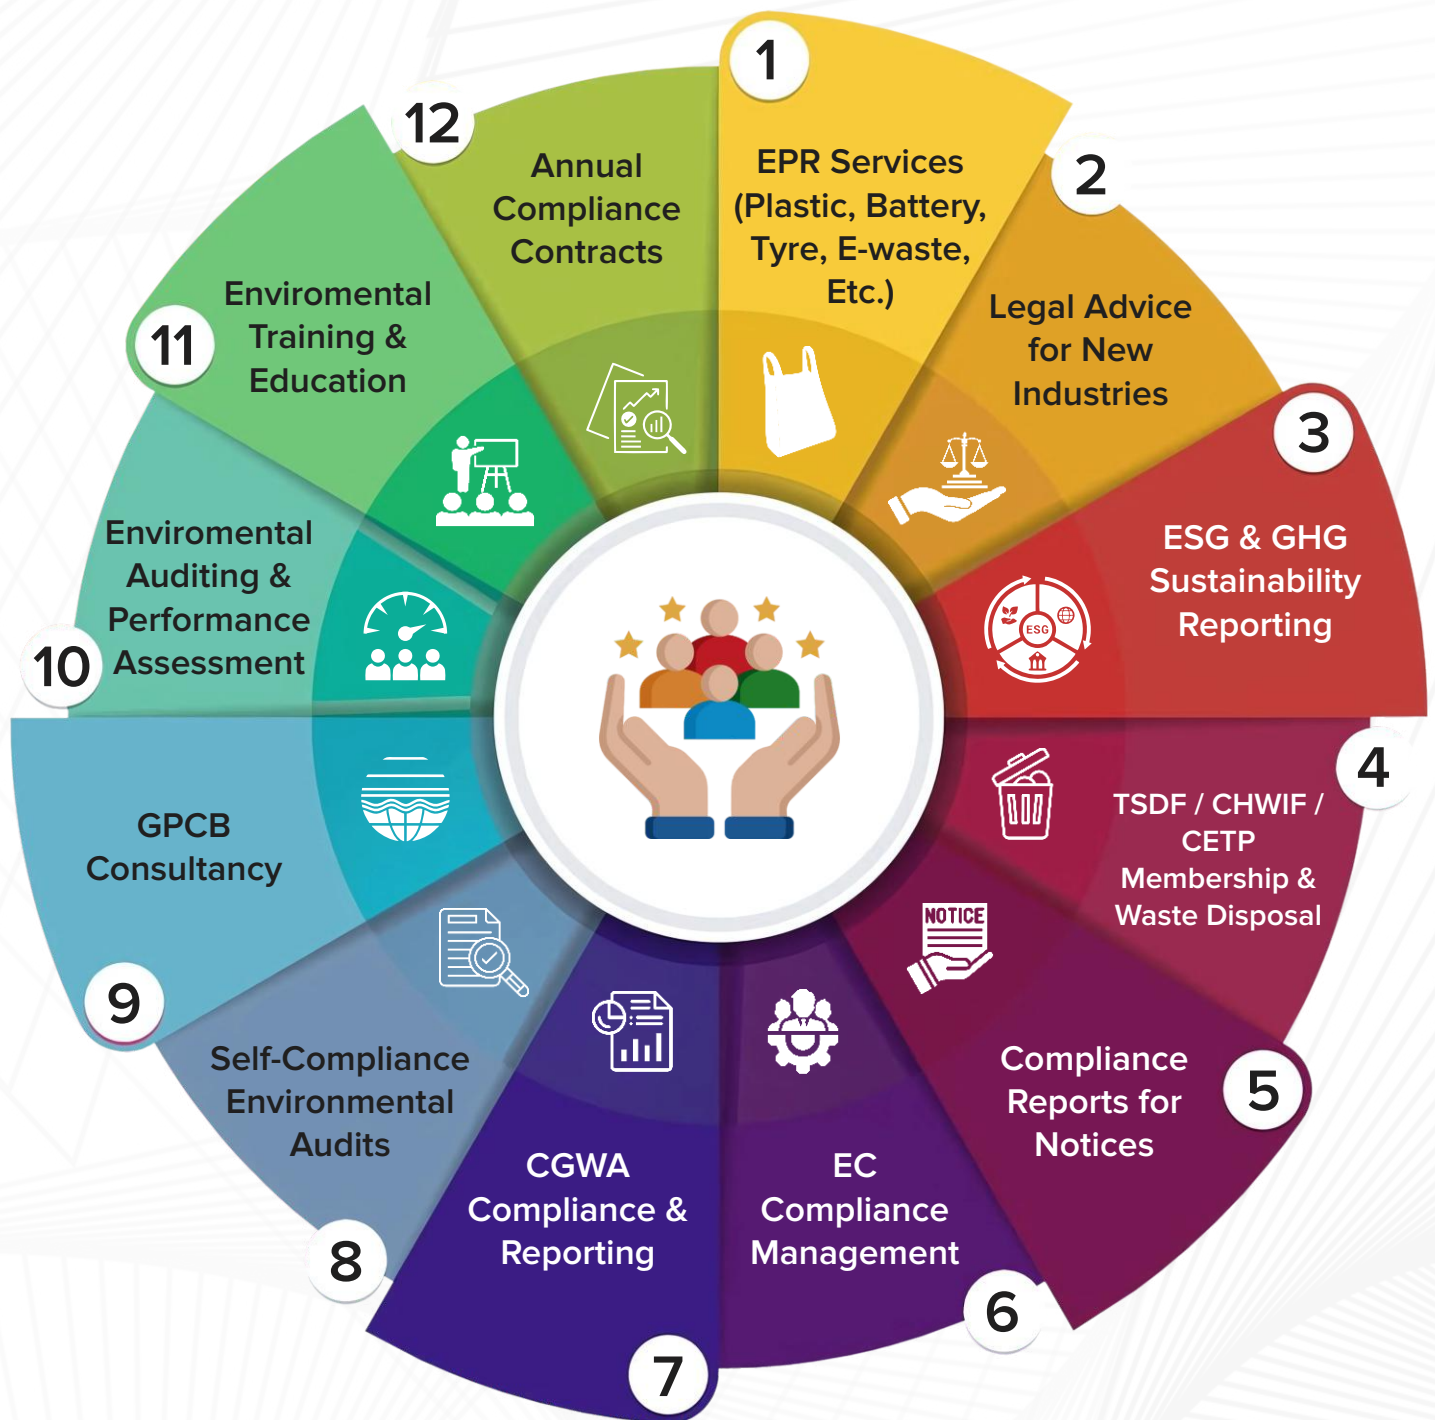 1
EPR Services
(Plastic, Battery,
Tyre, E-waste,
Etc.)
2
Legal Advice
for New
Industries
3
ESG & GHG
Sustainability
Reporting
ESG
4
TSDF / CHWIF /
CETP
Membership &
Waste Disposal
5
Compliance
Reports for
Notices
NOTICE
6
EC
Compliance
Management
7
CGWA
Compliance &
Reporting
8
Self-Compliance
Environmental
Audits
9
GPCB
Consultancy
10
Enviromental
Auditing &
Performance
Assessment
11
Enviromental
Training &
Education
12
Annual
Compliance
Contracts